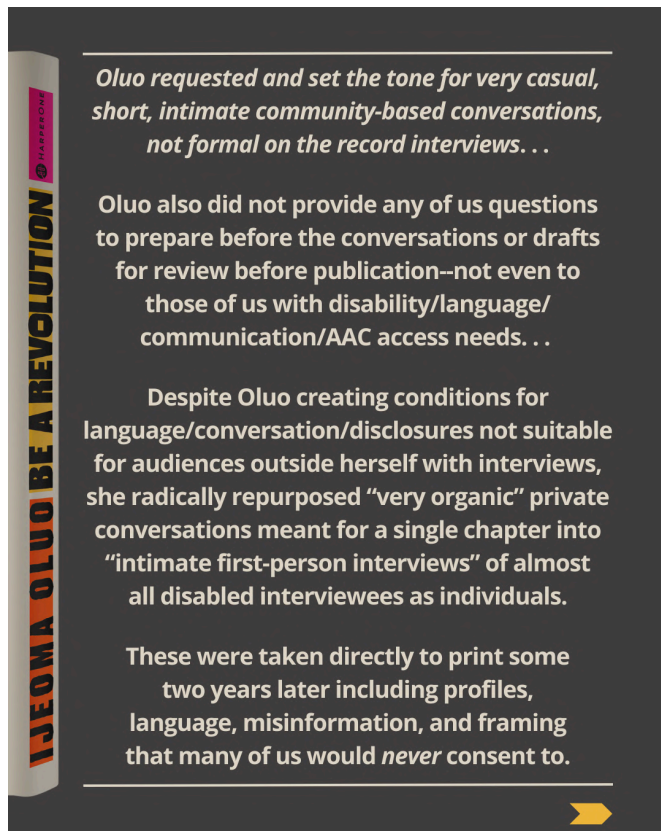 Oluo requested and set the tone for very casual,
short, intimate community-based conversations,
not formal on the record interviews. . .
Oluo also did not provide any of us questions
to prepare before the conversations or drafts
for review before publication--not even to
those of us with disability/language/
communication/AAC access needs. . .
Despite Oluo creating conditions for
language/conversation/disclosures not suitable
for audiences outside herself with interviews,
she radically repurposed “very organic” private
conversations meant for a single chapter into
“intimate first-person interviews” of almost
all disabled interviewees as individuals.
These were taken directly to print some
two years later including profiles,
language, misinformation, and framing
that many of us would never consent to.
IJEOMA OLUO BE A REVOLUTION HARPERONE